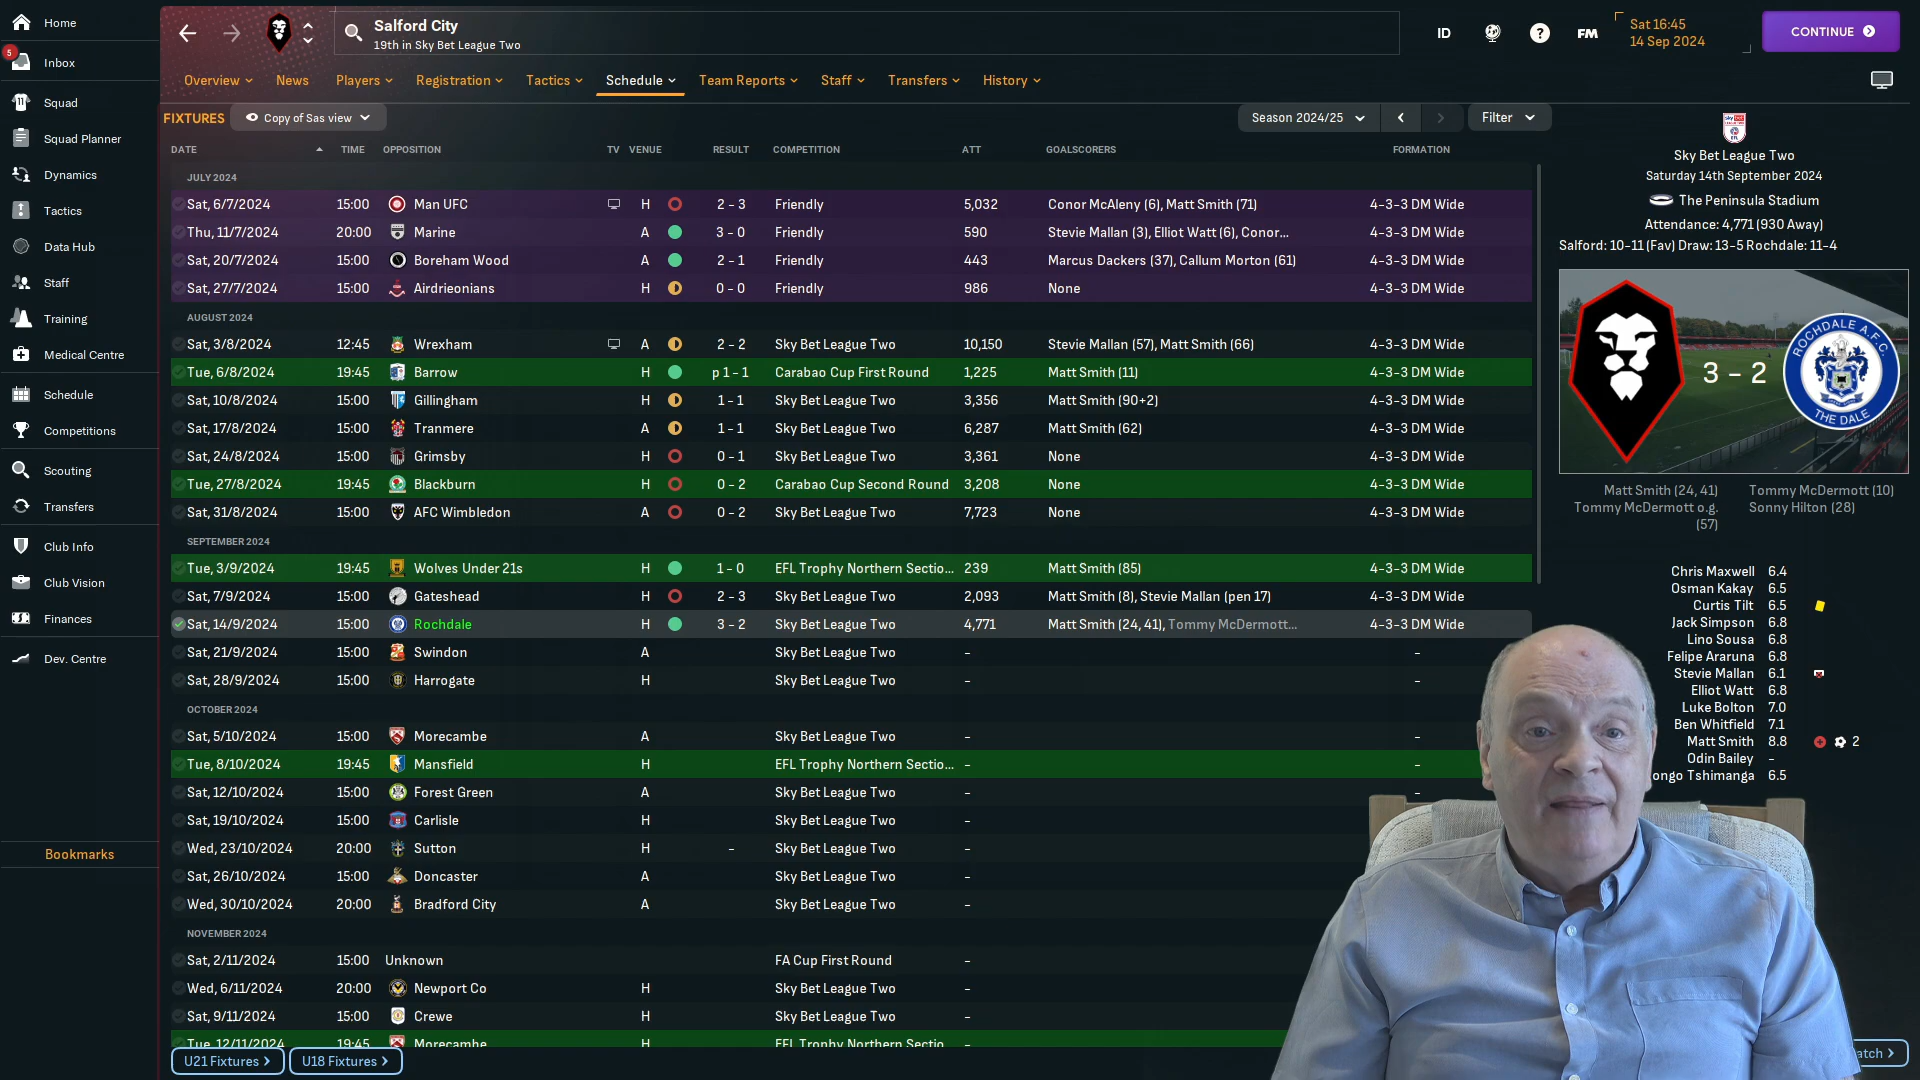 Home
5
Inbox
Squad
Squad Planner
Dynamics
Tactics
Data Hub
Staff
Training
Medical Centre
Schedule
Competitions
Scouting
Transfers
Club Info
Club Vision
Finances
Dev. Centre
Bookmarks
Salford City
19th in Sky Bet League Two
ID
FM
Sat 16:45
14 Sep 2024
CONTINUE
Overview News Players Registration Tactics Schedule Team Reports Staff Transfers History
FIXTURES Copy of Sas view Season 2024/25 Filter
DATE TIME OPPOSITION TV VENUE RESULT COMPETITION ATT GOALSCORERS FORMATION
JULY 2024
Sat, 6/7/2024 15:00 Man UFC H 2 - 3 Friendly 5,032 Conor McAleny (6), Matt Smith (71) 4-3-3 DM Wide
Thu, 11/7/2024 20:00 Marine A 3 - 0 Friendly 590 Stevie Mallan (3), Elliot Watt (6), Conor... 4-3-3 DM Wide
Sat, 20/7/2024 15:00 Boreham Wood A 2 - 1 Friendly 443 Marcus Dackers (37), Callum Morton (61) 4-3-3 DM Wide
Sat, 27/7/2024 15:00 Airdrieonians H 0 - 0 Friendly 986 None 4-3-3 DM Wide
AUGUST 2024
Sat, 3/8/2024 12:45 Wrexham A 2 - 2 Sky Bet League Two 10,150 Stevie Mallan (57), Matt Smith (66) 4-3-3 DM Wide
Tue, 6/8/2024 19:45 Barrow H p 1 - 1 Carabao Cup First Round 1,225 Matt Smith (11) 4-3-3 DM Wide
Sat, 10/8/2024 15:00 Gillingham H 1 - 1 Sky Bet League Two 3,356 Matt Smith (90+2) 4-3-3 DM Wide
Sat, 17/8/2024 15:00 Tranmere A 1 - 1 Sky Bet League Two 6,287 Matt Smith (62) 4-3-3 DM Wide
Sat, 24/8/2024 15:00 Grimsby H 0 - 1 Sky Bet League Two 3,361 None 4-3-3 DM Wide
Tue, 27/8/2024 19:45 Blackburn H 0 - 2 Carabao Cup Second Round 3,208 None 4-3-3 DM Wide
Sat, 31/8/2024 15:00 AFC Wimbledon A 0 - 2 Sky Bet League Two 7,723 None 4-3-3 DM Wide
SEPTEMBER 2024
Tue, 3/9/2024 19:45 Wolves Under 21s H 1 - 0 EFL Trophy Northern Sectio... 239 Matt Smith (85) 4-3-3 DM Wide
Sat, 7/9/2024 15:00 Gateshead H 2 - 3 Sky Bet League Two 2,093 Matt Smith (8), Stevie Mallan (pen 17) 4-3-3 DM Wide
Sat, 14/9/2024 15:00 Rochdale H 3 - 2 Sky Bet League Two 4,771 Matt Smith (24, 41), Tommy McDermott... 4-3-3 DM Wide
Sat, 21/9/2024 15:00 Swindon A Sky Bet League Two - -
Sat, 28/9/2024 15:00 Harrogate H Sky Bet League Two - -
OCTOBER 2024
Sat, 5/10/2024 15:00 Morecambe A Sky Bet League Two - -
Tue, 8/10/2024 19:45 Mansfield H EFL Trophy Northern Sectio... - -
Sat, 12/10/2024 15:00 Forest Green A Sky Bet League Two - -
Sat, 19/10/2024 15:00 Carlisle H Sky Bet League Two -
Wed, 23/10/2024 20:00 Sutton H - Sky Bet League Two -
Sat, 26/10/2024 15:00 Doncaster A Sky Bet League Two -
Wed, 30/10/2024 20:00 Bradford City A Sky Bet League Two -
NOVEMBER 2024
Sat, 2/11/2024 15:00 Unknown FA Cup First Round -
Wed, 6/11/2024 20:00 Newport Co H Sky Bet League Two -
Sat, 9/11/2024 15:00 Crewe H Sky Bet League Two -
Tue, 12/11/2024 19:45 Morecambe H EFL Trophy Northern Sectio
U21 Fixtures U18 Fixtures
sky bet
EFL
Sky Bet League Two
Saturday 14th September 2024
The Peninsula Stadium
Attendance: 4,771 (930 Away)
Salford: 10-11 (Fav) Draw: 13-5 Rochdale: 11-4
3 - 2
ROCHDALE A.F.C.
THE DALE
Matt Smith (24, 41)
Tommy McDermott o.g.
(57)
Tommy McDermott (10)
Sonny Hilton (28)
Chris Maxwell 6.4
Osman Kakay 6.5
Curtis Tilt 6.5
Jack Simpson 6.8
Lino Sousa 6.8
Felipe Araruna 6.8
Stevie Mallan 6.1
Elliot Watt 6.8
Luke Bolton 7.0
Ben Whitfield 7.1
Matt Smith 8.8 2
Odin Bailey -
ongo Tshimanga 6.5
atch